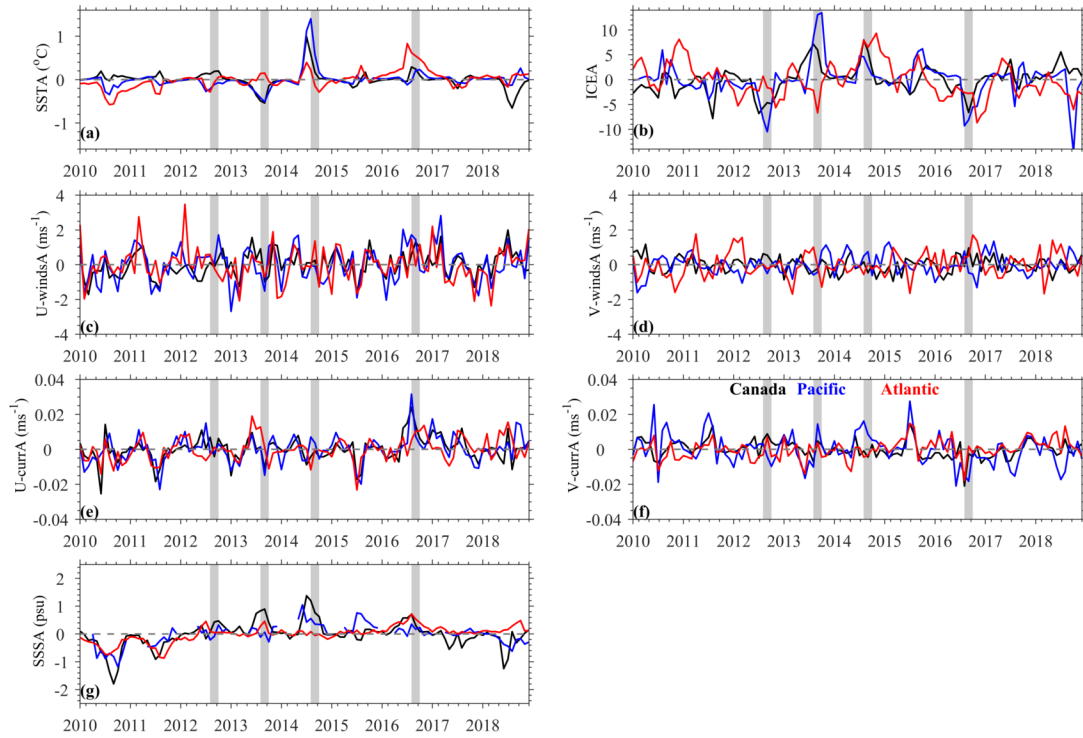 SSTA (°C)
1
0
-1
(a)
2010 2011 2012 2013 2014 2015 2016 2017 2018
ICEA
10
5
0
-5
-10
(b)
2010 2011 2012 2013 2014 2015 2016 2017 2018
U-windsA (ms-1)
4
2
0
-2
-4
(c)
2010 2011 2012 2013 2014 2015 2016 2017 2018
V-windsA (ms-1)
4
2
0
-2
-4
(d)
2010 2011 2012 2013 2014 2015 2016 2017 2018
U-currA (ms-1)
0.04
0.02
0
-0.02
-0.04
(e)
2010 2011 2012 2013 2014 2015 2016 2017 2018
V-currA (ms-1)
0.04
0.02
0
-0.02
-0.04
Canada Pacific Atlantic
(f)
2010 2011 2012 2013 2014 2015 2016 2017 2018
SSSA (psu)
2
1
0
-1
-2
(g)
2010 2011 2012 2013 2014 2015 2016 2017 2018